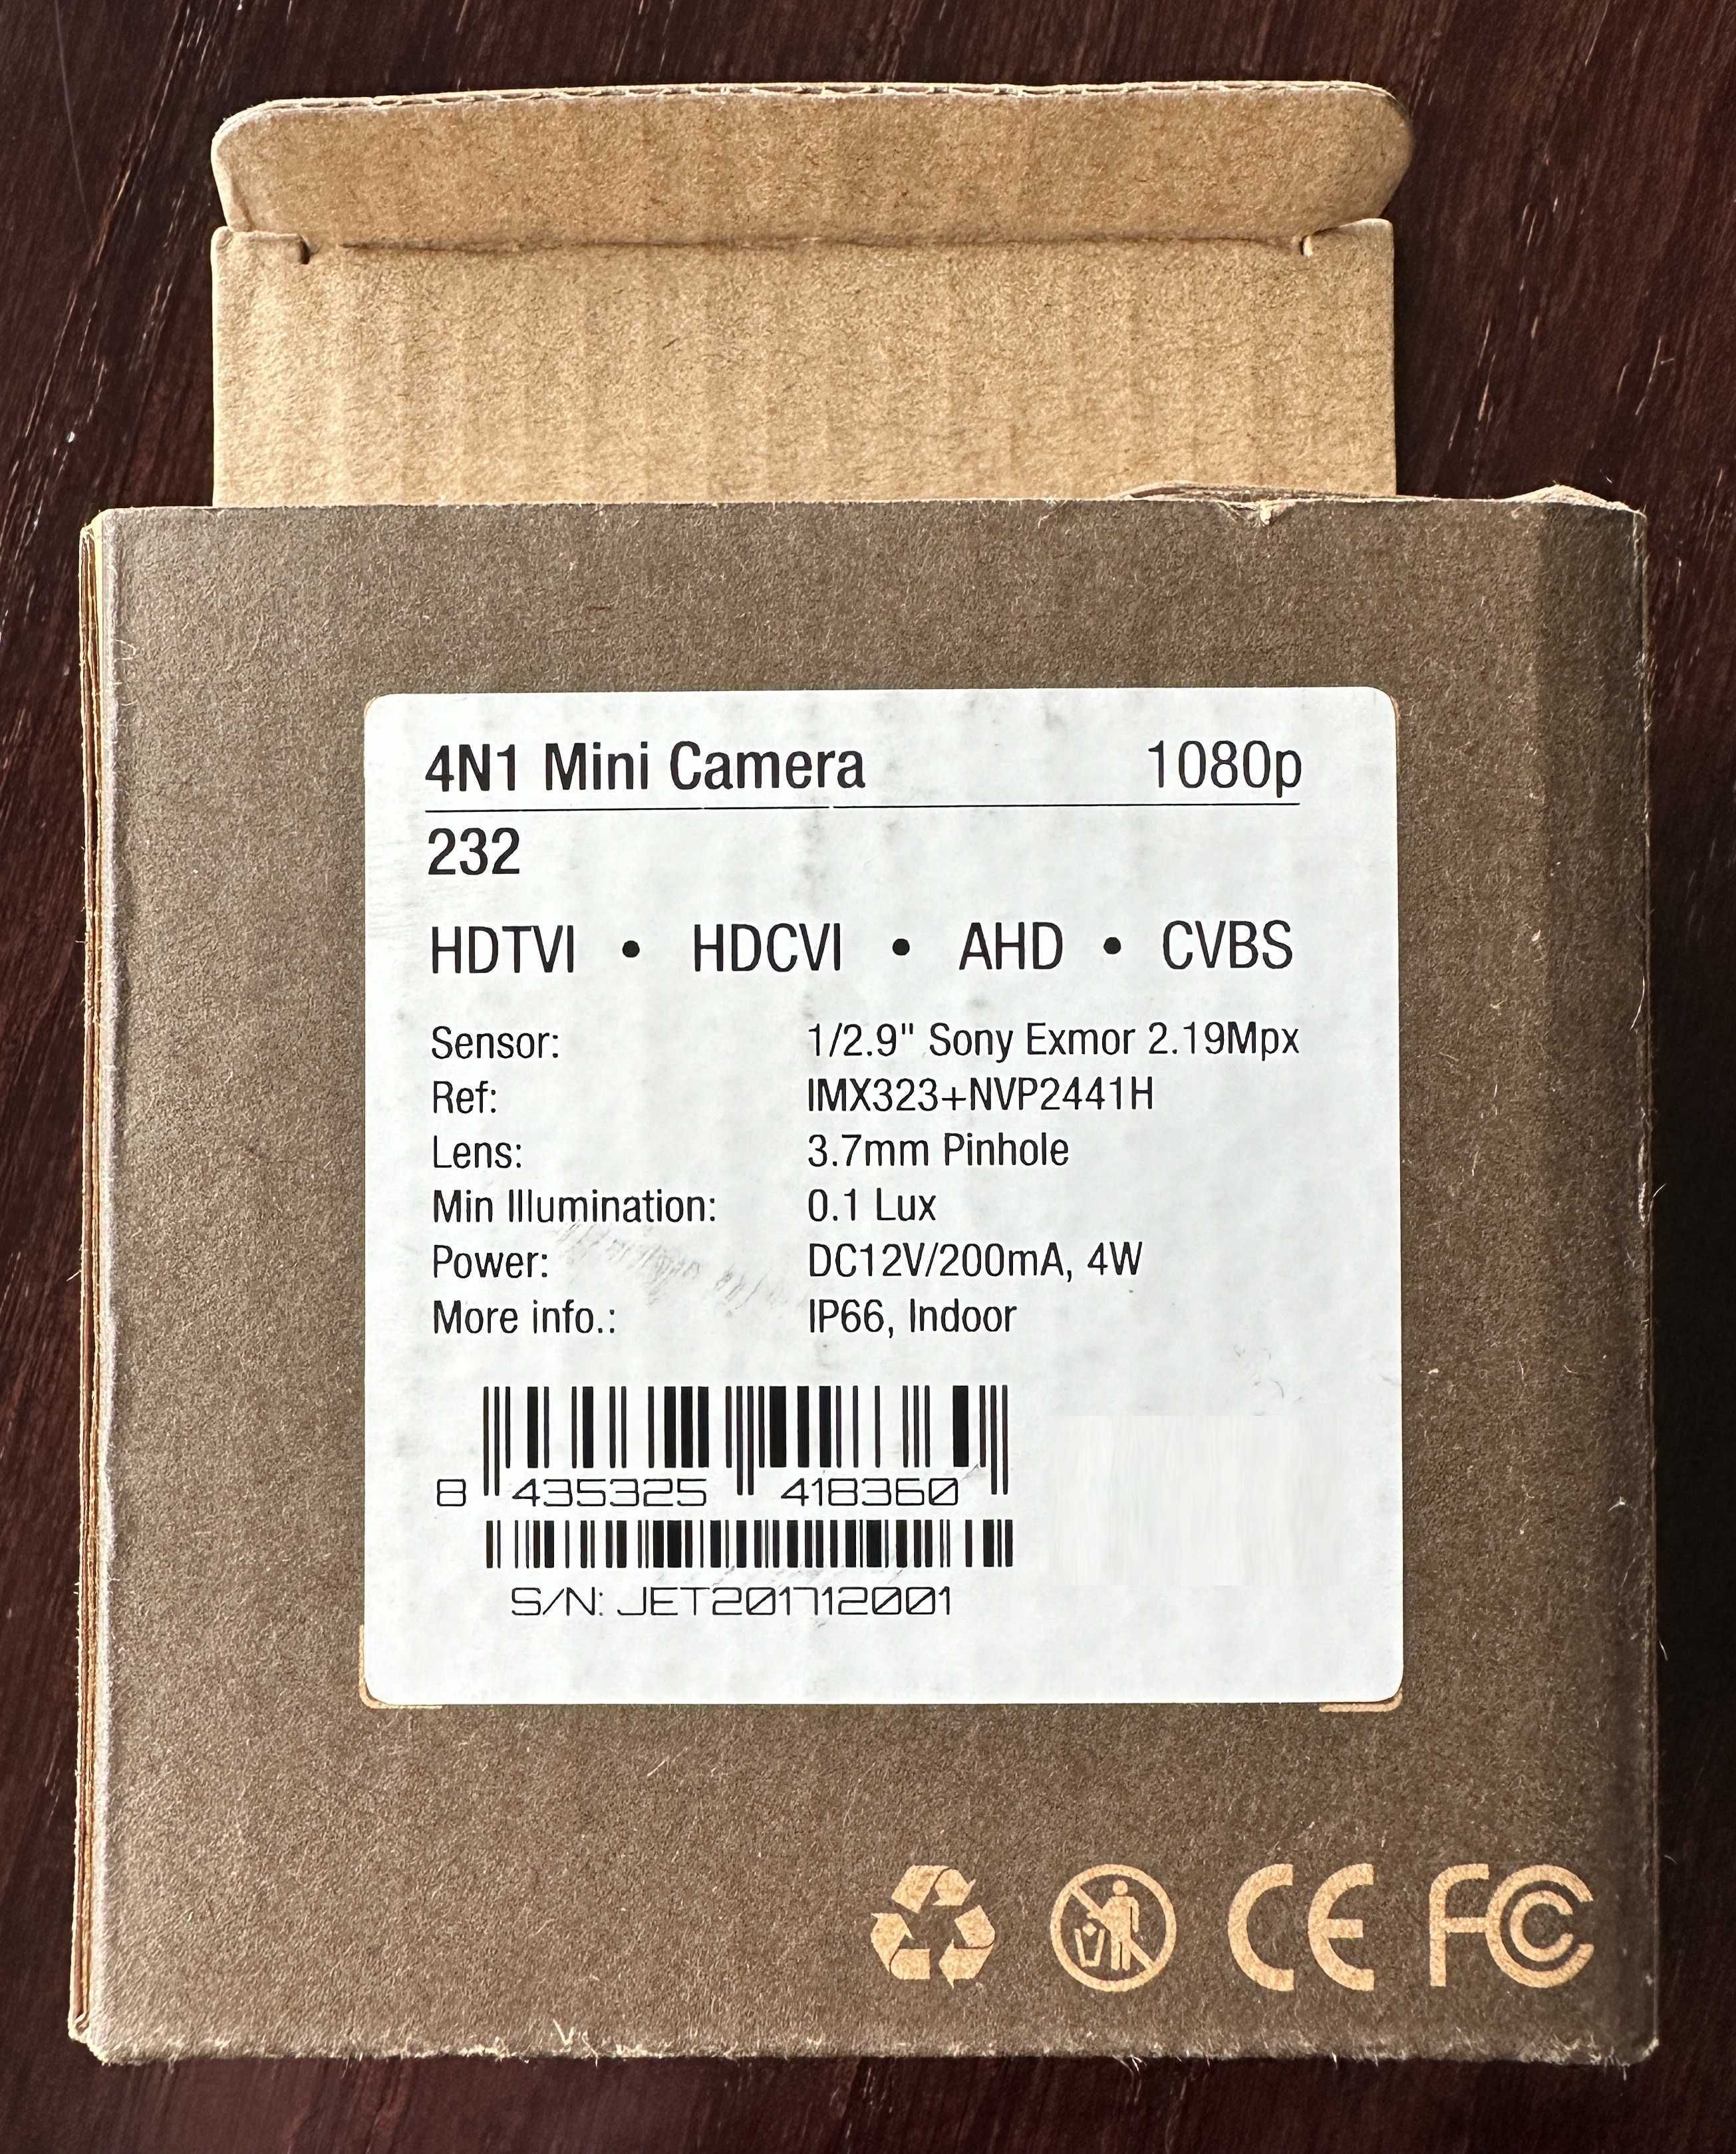 4N1 Mini Camera 1080p
232
HDTVI • HDCVI • AHD • CVBS
Sensor: 1/2.9" Sony Exmor 2.19Mpx
Ref: IMX323+NVP2441H
Lens: 3.7mm Pinhole
Min Illumination: 0.1 Lux
Power: DC12V/200mA, 4W
More info.: IP66, Indoor
8 435325 418360
S/N: JET201712001
CE FC